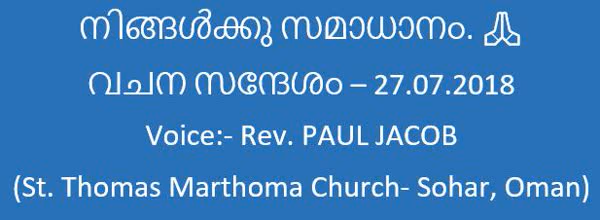 നിങ്ങൾക്കു സമാധാനം. 🙏
വചന സന്ദേശം – 27.07.2018
Voice:- Rev. PAUL JACOB
(St. Thomas Marthoma Church- Sohar, Oman)